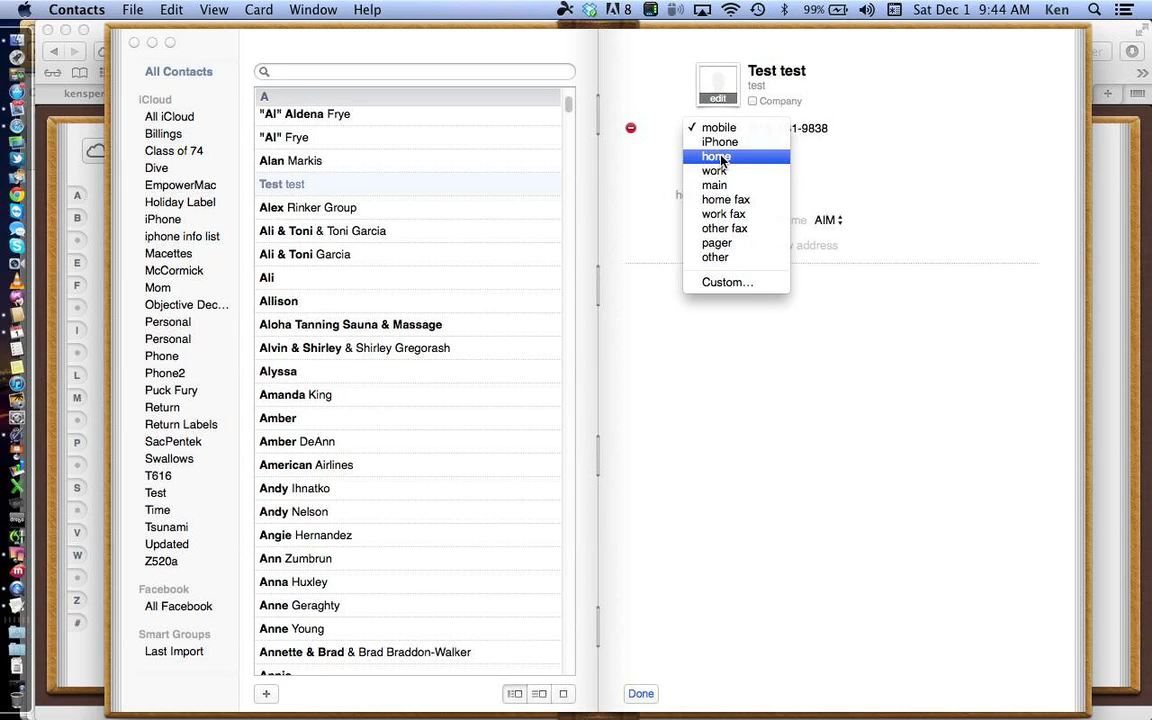 Contacts File Edit View Card Window Help 8 99% Sat Dec 1 9:44 AM Ken
kensper
All Contacts
iCloud
All iCloud
Billings
Class of 74
Dive
EmpowerMac
Holiday Label
iPhone
iphone info list
Macettes
McCormick
Mom
Objective Dec...
Personal
Personal
Phone
Phone2
Puck Fury
Return
Return Labels
SacPentek
Swallows
T616
Test
Time
Tsunami
Updated
Z520a
Facebook
All Facebook
Smart Groups
Last Import
A
B
E
F
I
L
M
P
S
V
W
Z
#
A
"Al" Aldena Frye
"Al" Frye
Alan Markis
Test test
Alex Rinker Group
Ali & Toni & Toni Garcia
Ali & Toni Garcia
Ali
Allison
Aloha Tanning Sauna & Massage
Alvin & Shirley & Shirley Gregorash
Alyssa
Amanda King
Amber
Amber DeAnn
American Airlines
Andy Ihnatko
Andy Nelson
Angie Hernandez
Ann Zumbrun
Anna Huxley
Anne Geraghty
Anne Young
Annette & Brad & Brad Braddon-Walker
Annie
edit
Test test
test
Company
✓ mobile 1-9838
iPhone
home
work
main
home fax
work fax
other fax
pager
other
Custom...
AIM
address
Done